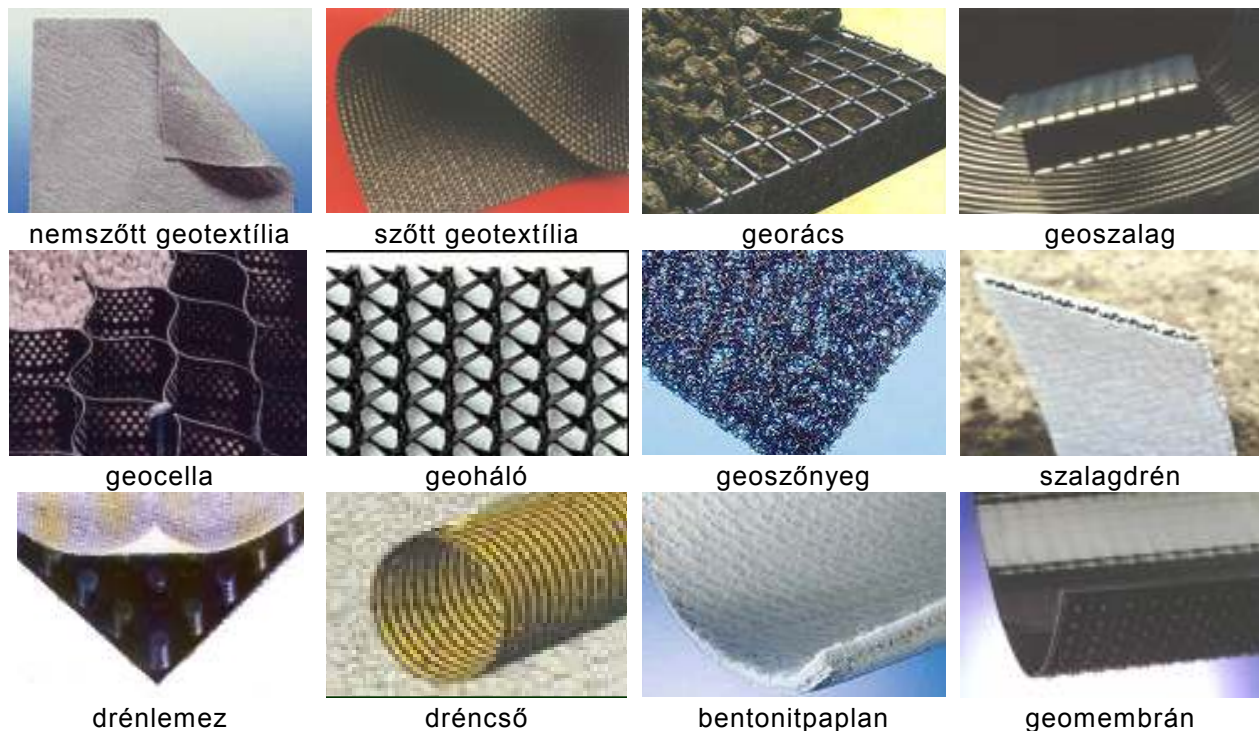 nemszőtt geotextília szőtt geotextília georács geoszalag
geocella geoháló geoszőnyeg szalagdrén
drénlemez dréncső bentonitpaplan geomembrán